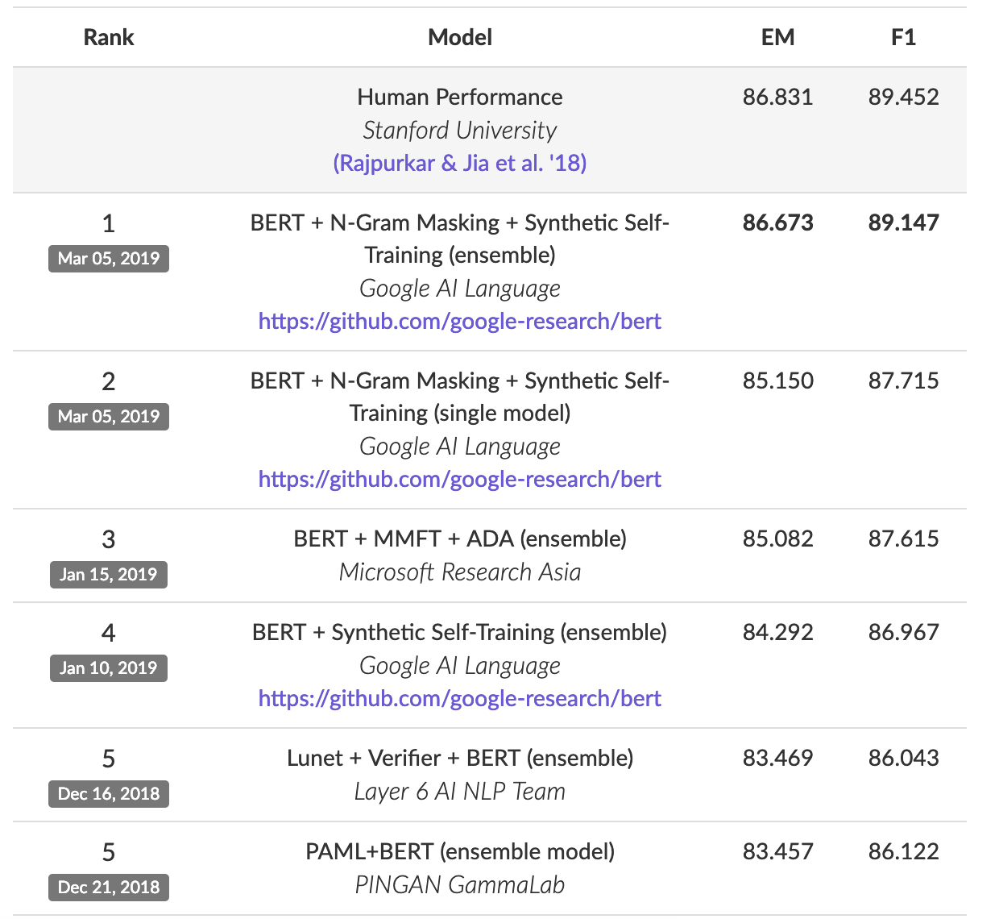 Rank Model EM F1
Human Performance 86.831 89.452
Stanford University
(Rajpurkar & Jia et al. '18)
1 BERT + N-Gram Masking + Synthetic Self- 86.673 89.147
Mar 05, 2019 Training (ensemble)
Google AI Language
https://github.com/google-research/bert
2 BERT + N-Gram Masking + Synthetic Self- 85.150 87.715
Mar 05, 2019 Training (single model)
Google AI Language
https://github.com/google-research/bert
3 BERT + MMFT + ADA (ensemble) 85.082 87.615
Jan 15, 2019 Microsoft Research Asia
4 BERT + Synthetic Self-Training (ensemble) 84.292 86.967
Jan 10, 2019 Google AI Language
https://github.com/google-research/bert
5 Lunet + Verifier + BERT (ensemble) 83.469 86.043
Dec 16, 2018 Layer 6 AI NLP Team
5 PAML+BERT (ensemble model) 83.457 86.122
Dec 21, 2018 PINGAN GammaLab